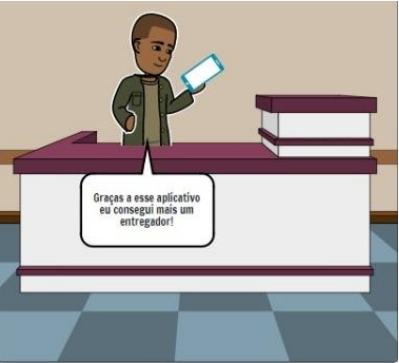 Graças a esse aplicativo
eu consegui mais um
entregador!